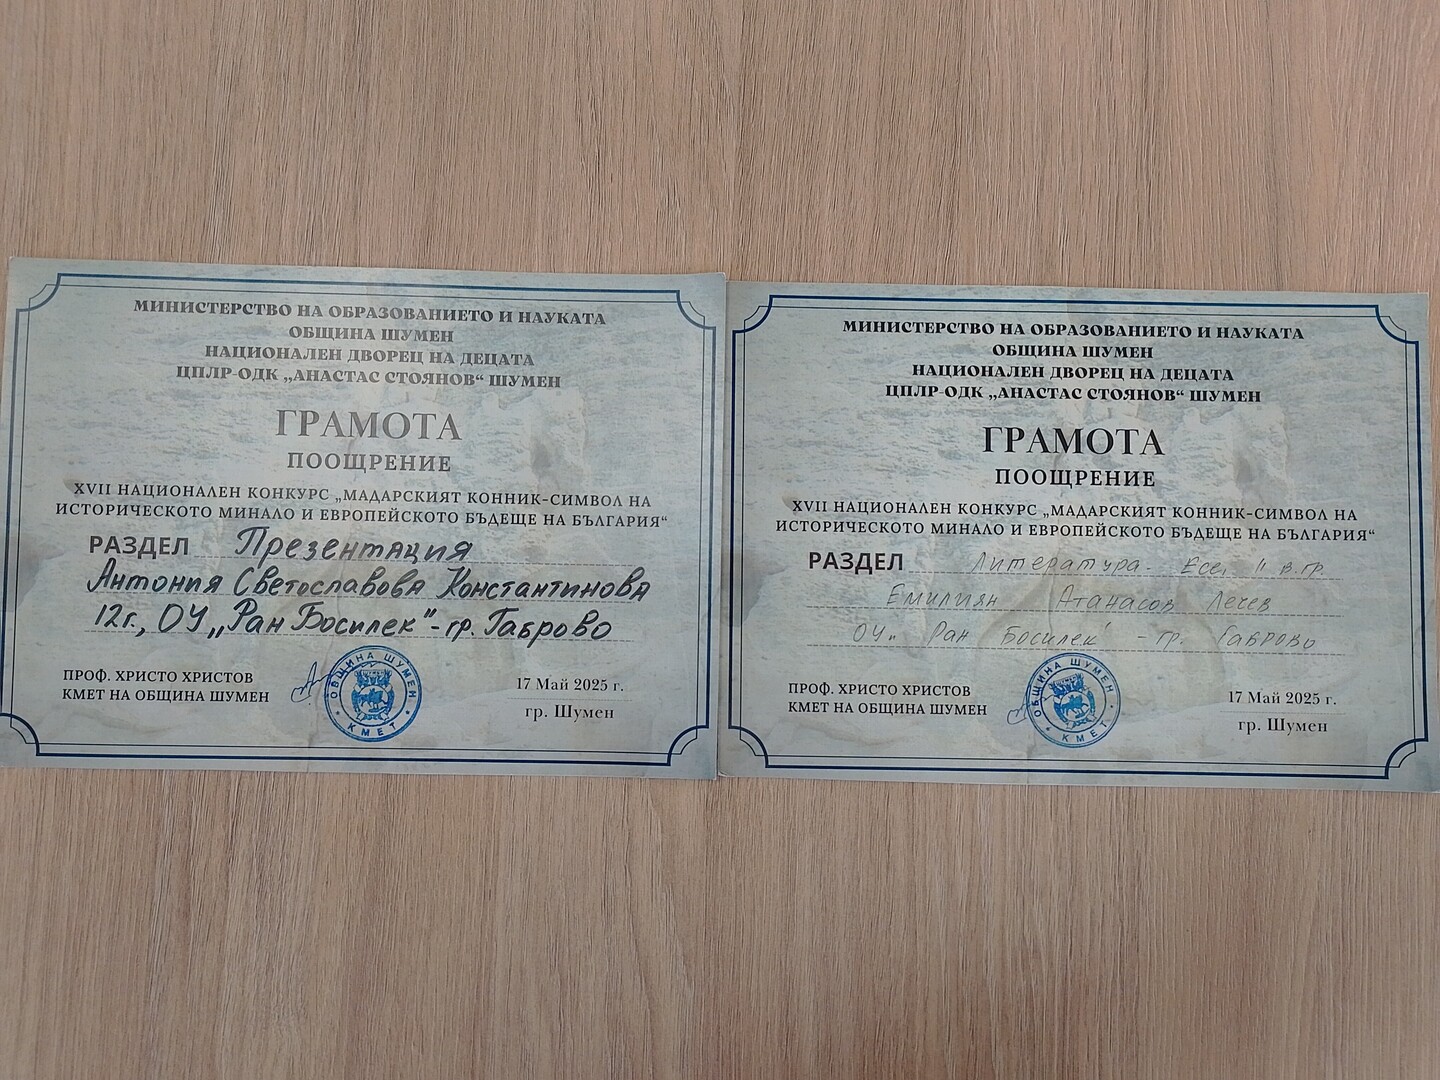 МИНИСТЕРСТВО НА ОБРАЗОВАНИЕТО И НАУКАТА
ОБЩИНА ШУМЕН
НАЦИОНАЛЕН ДВОРЕЦ НА ДЕЦАТА
ЦПЛР-ОДК „АНАСТАС СТОЯНОВ“ ШУМЕН
ГРАМОТА
ПООЩРЕНИЕ
XVII НАЦИОНАЛЕН КОНКУРС „МАДАРСКИЯТ КОННИК-СИМВОЛ НА
ИСТОРИЧЕСКОТО МИНАЛО И ЕВРОПЕЙСКОТО БЪДЕЩЕ НА БЪЛГАРИЯ“
РАЗДЕЛ Презентация
Антония Светославова Константинова
12г., ОУ „Ран Босилек" - гр. Габрово
ПРОФ. ХРИСТО ХРИСТОВ
КМЕТ НА ОБЩИНА ШУМЕН
ОБЩИНА ШУМЕН
КМЕТ
17 Май 2025 г.
гр. Шумен
МИНИСТЕРСТВО НА ОБРАЗОВАНИЕТО И НАУКАТА
ОБЩИНА ШУМЕН
НАЦИОНАЛЕН ДВОРЕЦ НА ДЕЦАТА
ЦПЛР-ОДК „АНАСТАС СТОЯНОВ“ ШУМЕН
ГРАМОТА
ПООЩРЕНИЕ
XVII НАЦИОНАЛЕН КОНКУРС „МАДАРСКИЯТ КОННИК-СИМВОЛ НА
ИСТОРИЧЕСКОТО МИНАЛО И ЕВРОПЕЙСКОТО БЪДЕЩЕ НА БЪЛГАРИЯ“
РАЗДЕЛ Литература - Есе, II в.гр.
Емилиян Атанасов Лечев
ОУ „ Ран Босилек" - гр. Габрово
ПРОФ. ХРИСТО ХРИСТОВ
КМЕТ НА ОБЩИНА ШУМЕН
ОБЩИНА ШУМЕН
КМЕТ
17 Май 2025 г.
гр. Шумен